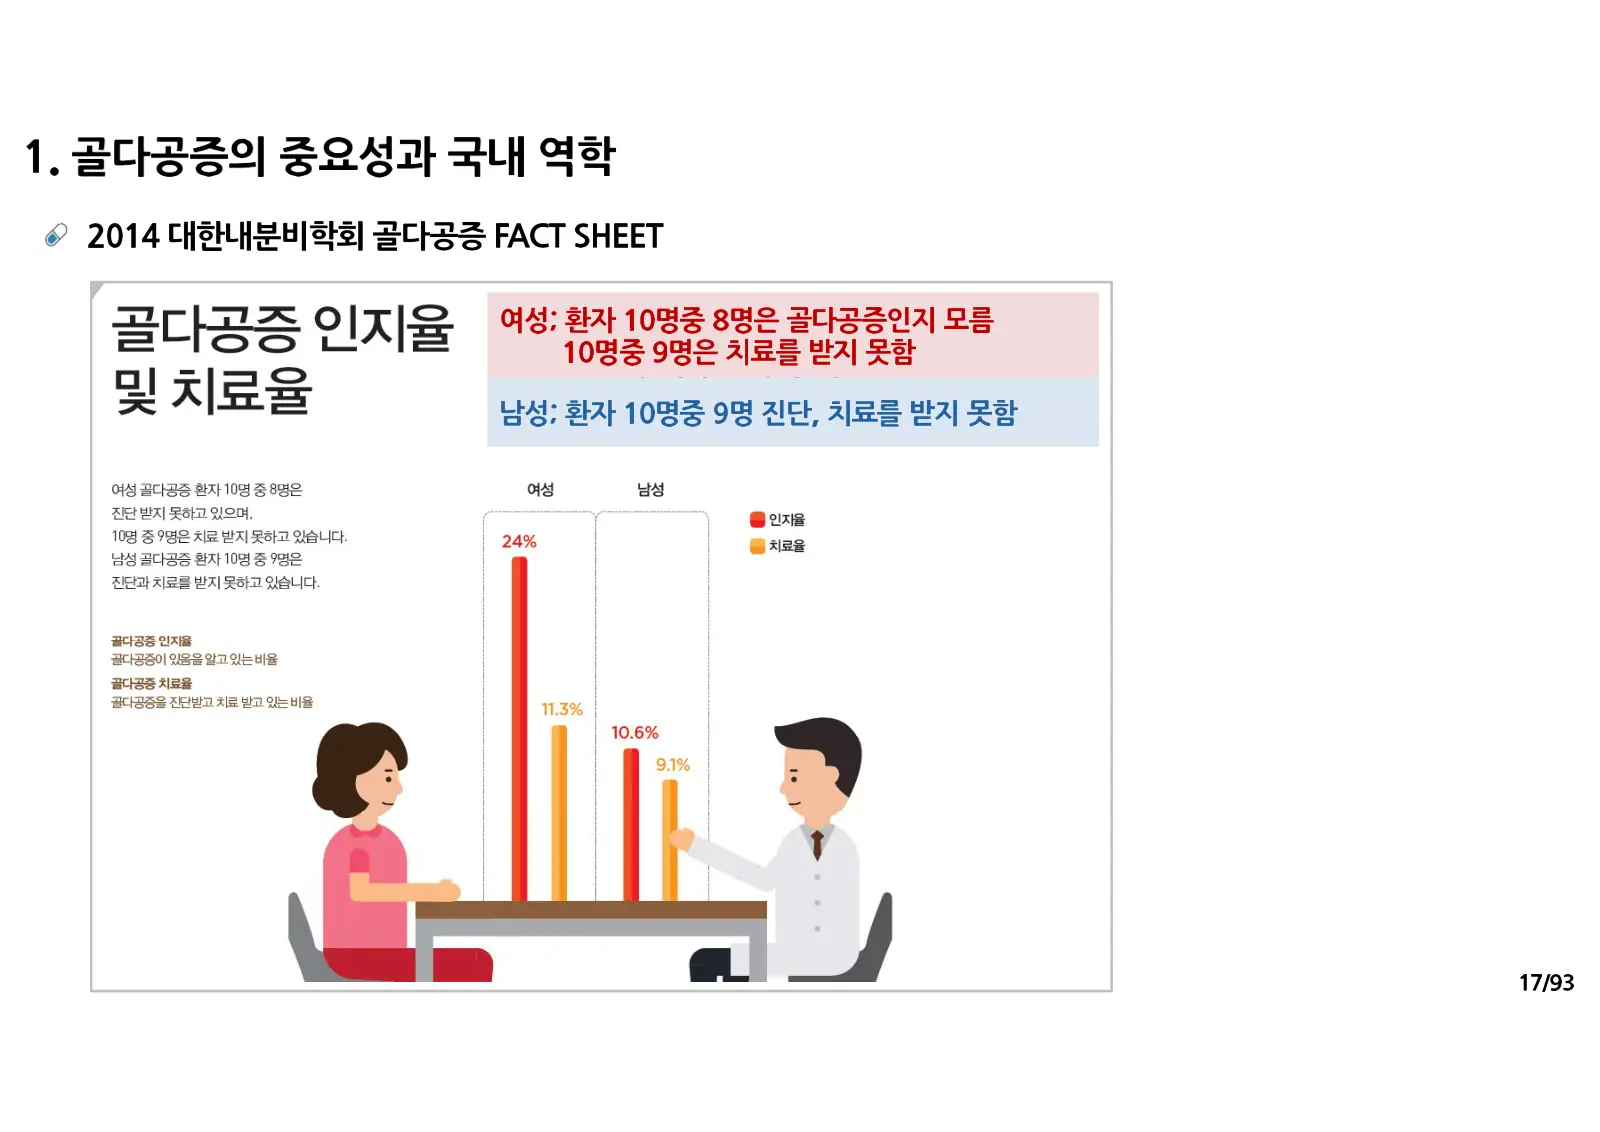 1. 골다공증의 중요성과 국내 역학
2014 대한내분비학회 골다공증 FACT SHEET
골다공증 인지율
및 치료율
여성; 환자 10명중 8명은 골다공증인지 모름
10명중 9명은 치료를 받지 못함
남성; 환자 10명중 9명 진단, 치료를 받지 못함
여성 골다공증 환자 10명 중 8명은
진단 받지 못하고 있으며,
10명 중 9명은 치료 받지 못하고 있습니다.
남성 골다공증 환자 10명 중 9명은
진단과 치료를 받지 못하고 있습니다.
골다공증 인지율
골다공증이 있음을 알고 있는 비율
골다공증 치료율
골다공증을 진단받고 치료 받고 있는 비율
여성
남성
인지율
치료율
24%
11.3%
10.6%
9.1%
17/93